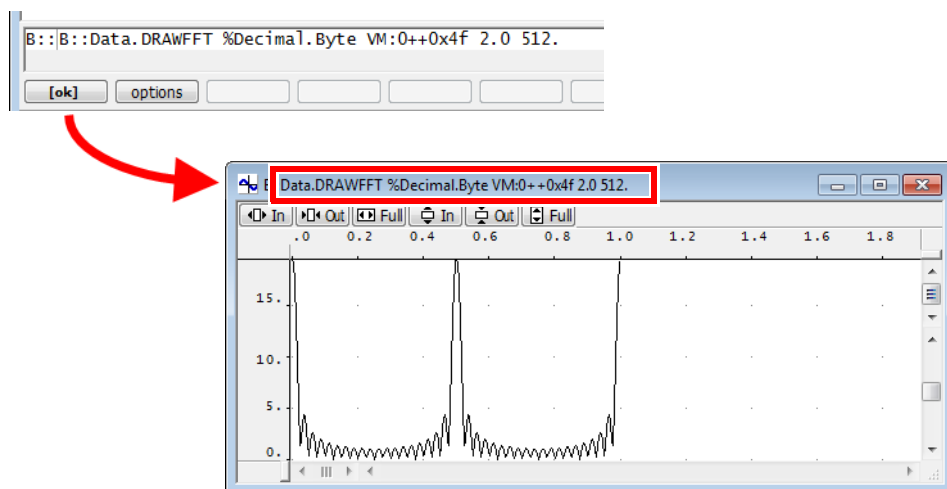 B::B::Data.DRAWFFT %Decimal.Byte VM:0++0x4f 2.0 512.
[ok] options
Data.DRAWFFT %Decimal.Byte VM:0++0x4f 2.0 512.
In Out Full In Out Full
.0 0.2 0.4 0.6 0.8 1.0 1.2 1.4 1.6 1.8
15.
10.
5.
0.